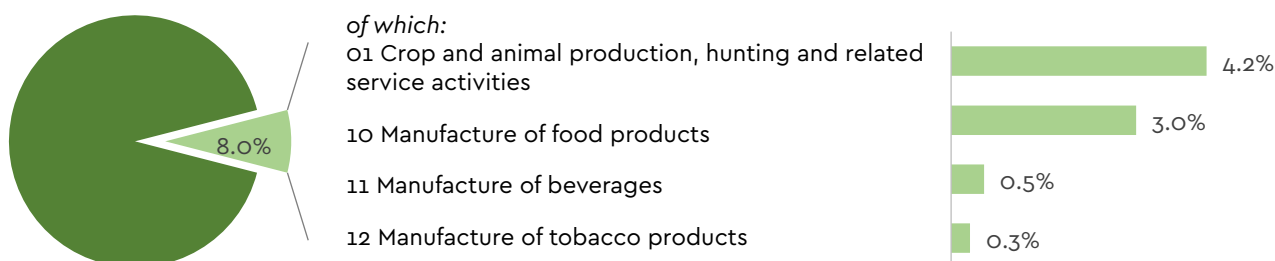 of which:
01 Crop and animal production, hunting and related
service activities
4.2%
10 Manufacture of food products
3.0%
8.0%
11 Manufacture of beverages
0.5%
12 Manufacture of tobacco products
0.3%